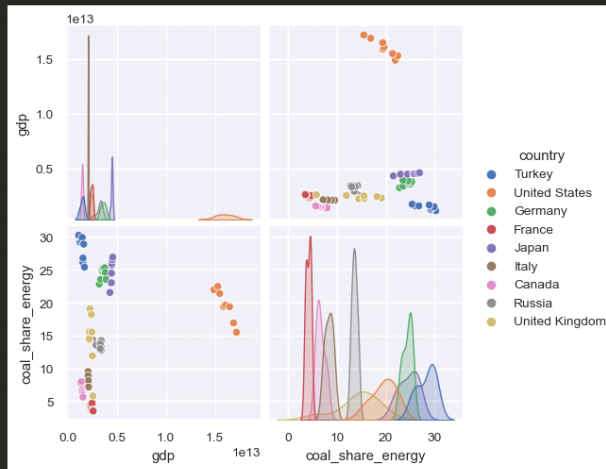 1e13
1.5
1.0
0.5
gdp
country
Turkey
United States
Germany
France
Japan
Italy
Canada
Russia
United Kingdom
30
25
20
15
10
5
coal_share_energy
0.0 0.5 1.0 1.5
1e13
gdp
0 10 20 30
coal_share_energy